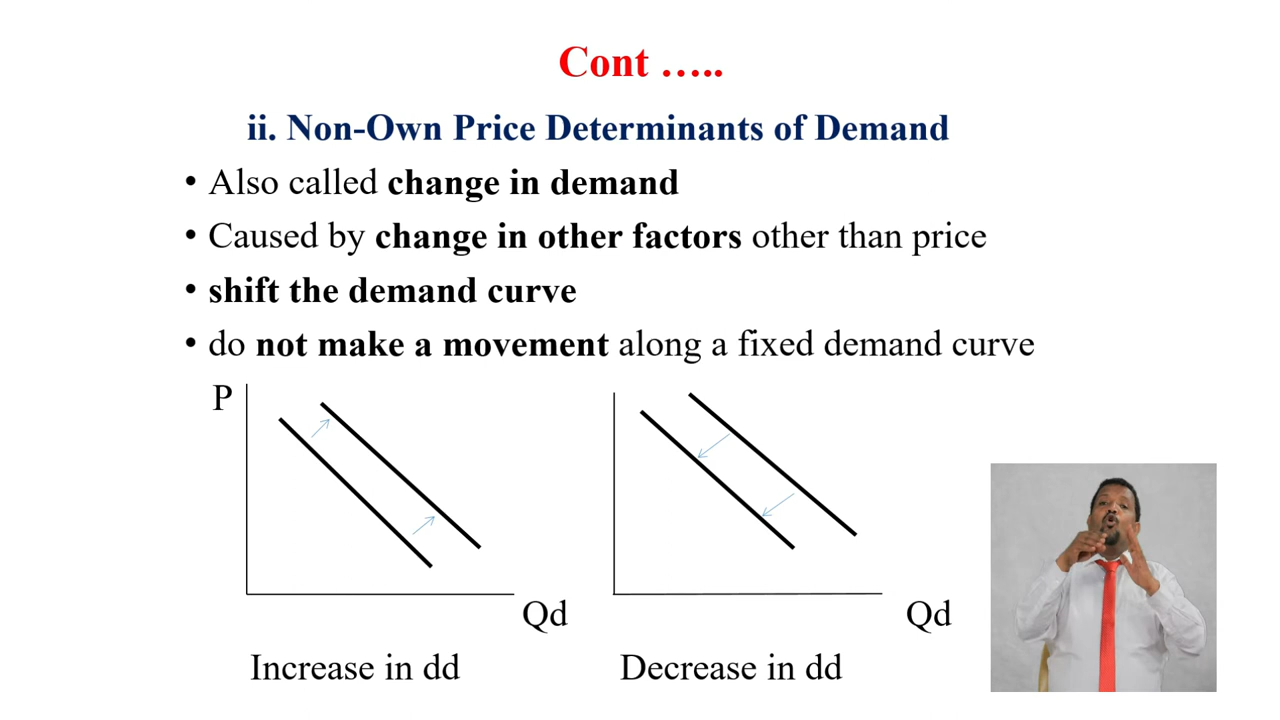 Cont …..
ii. Non-Own Price Determinants of Demand
• Also called change in demand
• Caused by change in other factors other than price
• shift the demand curve
• do not make a movement along a fixed demand curve
P
Qd
Qd
Increase in dd
Decrease in dd